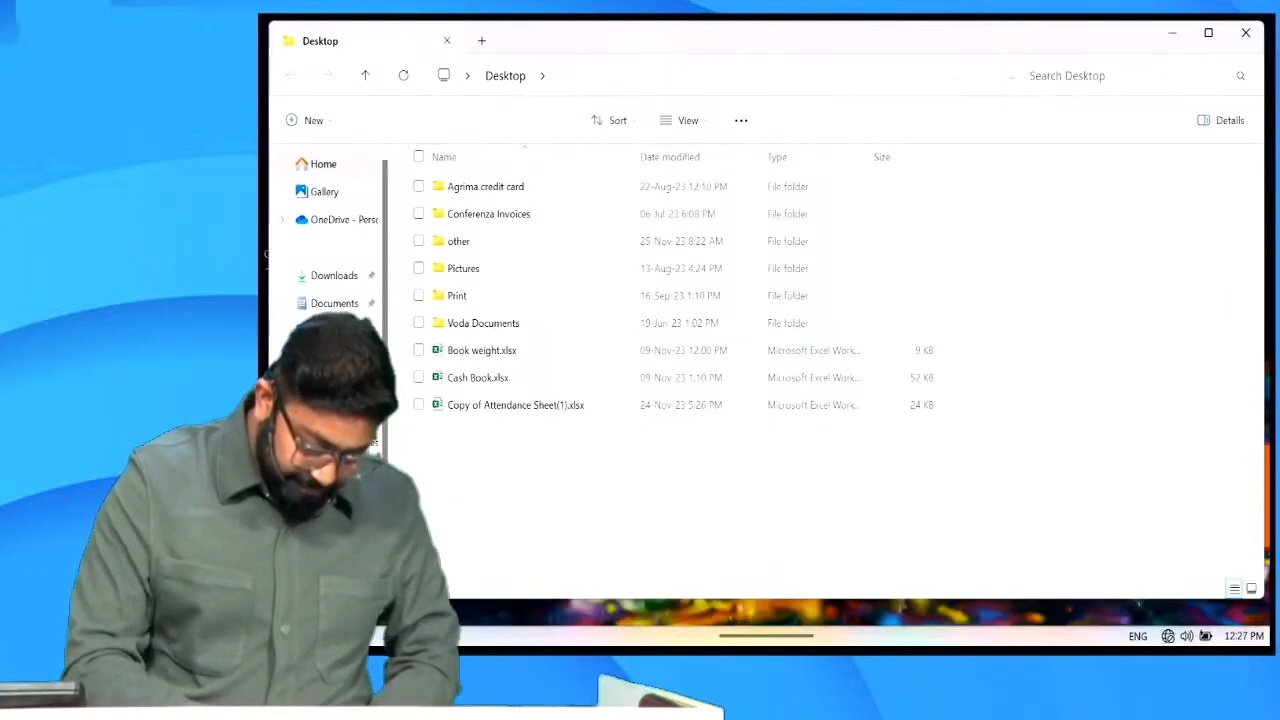 Desktop
Desktop
Search Desktop
New
Sort
View
Details
Name Date modified Type Size
Home
Gallery
OneDrive - Perso
Downloads
Documents
Agrima credit card 22-Aug-23 12:10 PM File folder
Conferenza Invoices 06-Jul-23 6:08 PM File folder
other 25-Nov-23 8:22 AM File folder
Pictures 13-Aug-23 4:24 PM File folder
Print 16-Sep-23 1:10 PM File folder
Voda Documents 19-Jun-23 1:02 PM File folder
Book weight.xlsx 09-Nov-23 12:00 PM Microsoft Excel Work... 9 KB
Cash Book.xlsx 09-Nov-23 1:10 PM Microsoft Excel Work... 52 KB
Copy of Attendance Sheet(1).xlsx 24-Nov-23 5:26 PM Microsoft Excel Work... 24 KB
ENG 12:27 PM